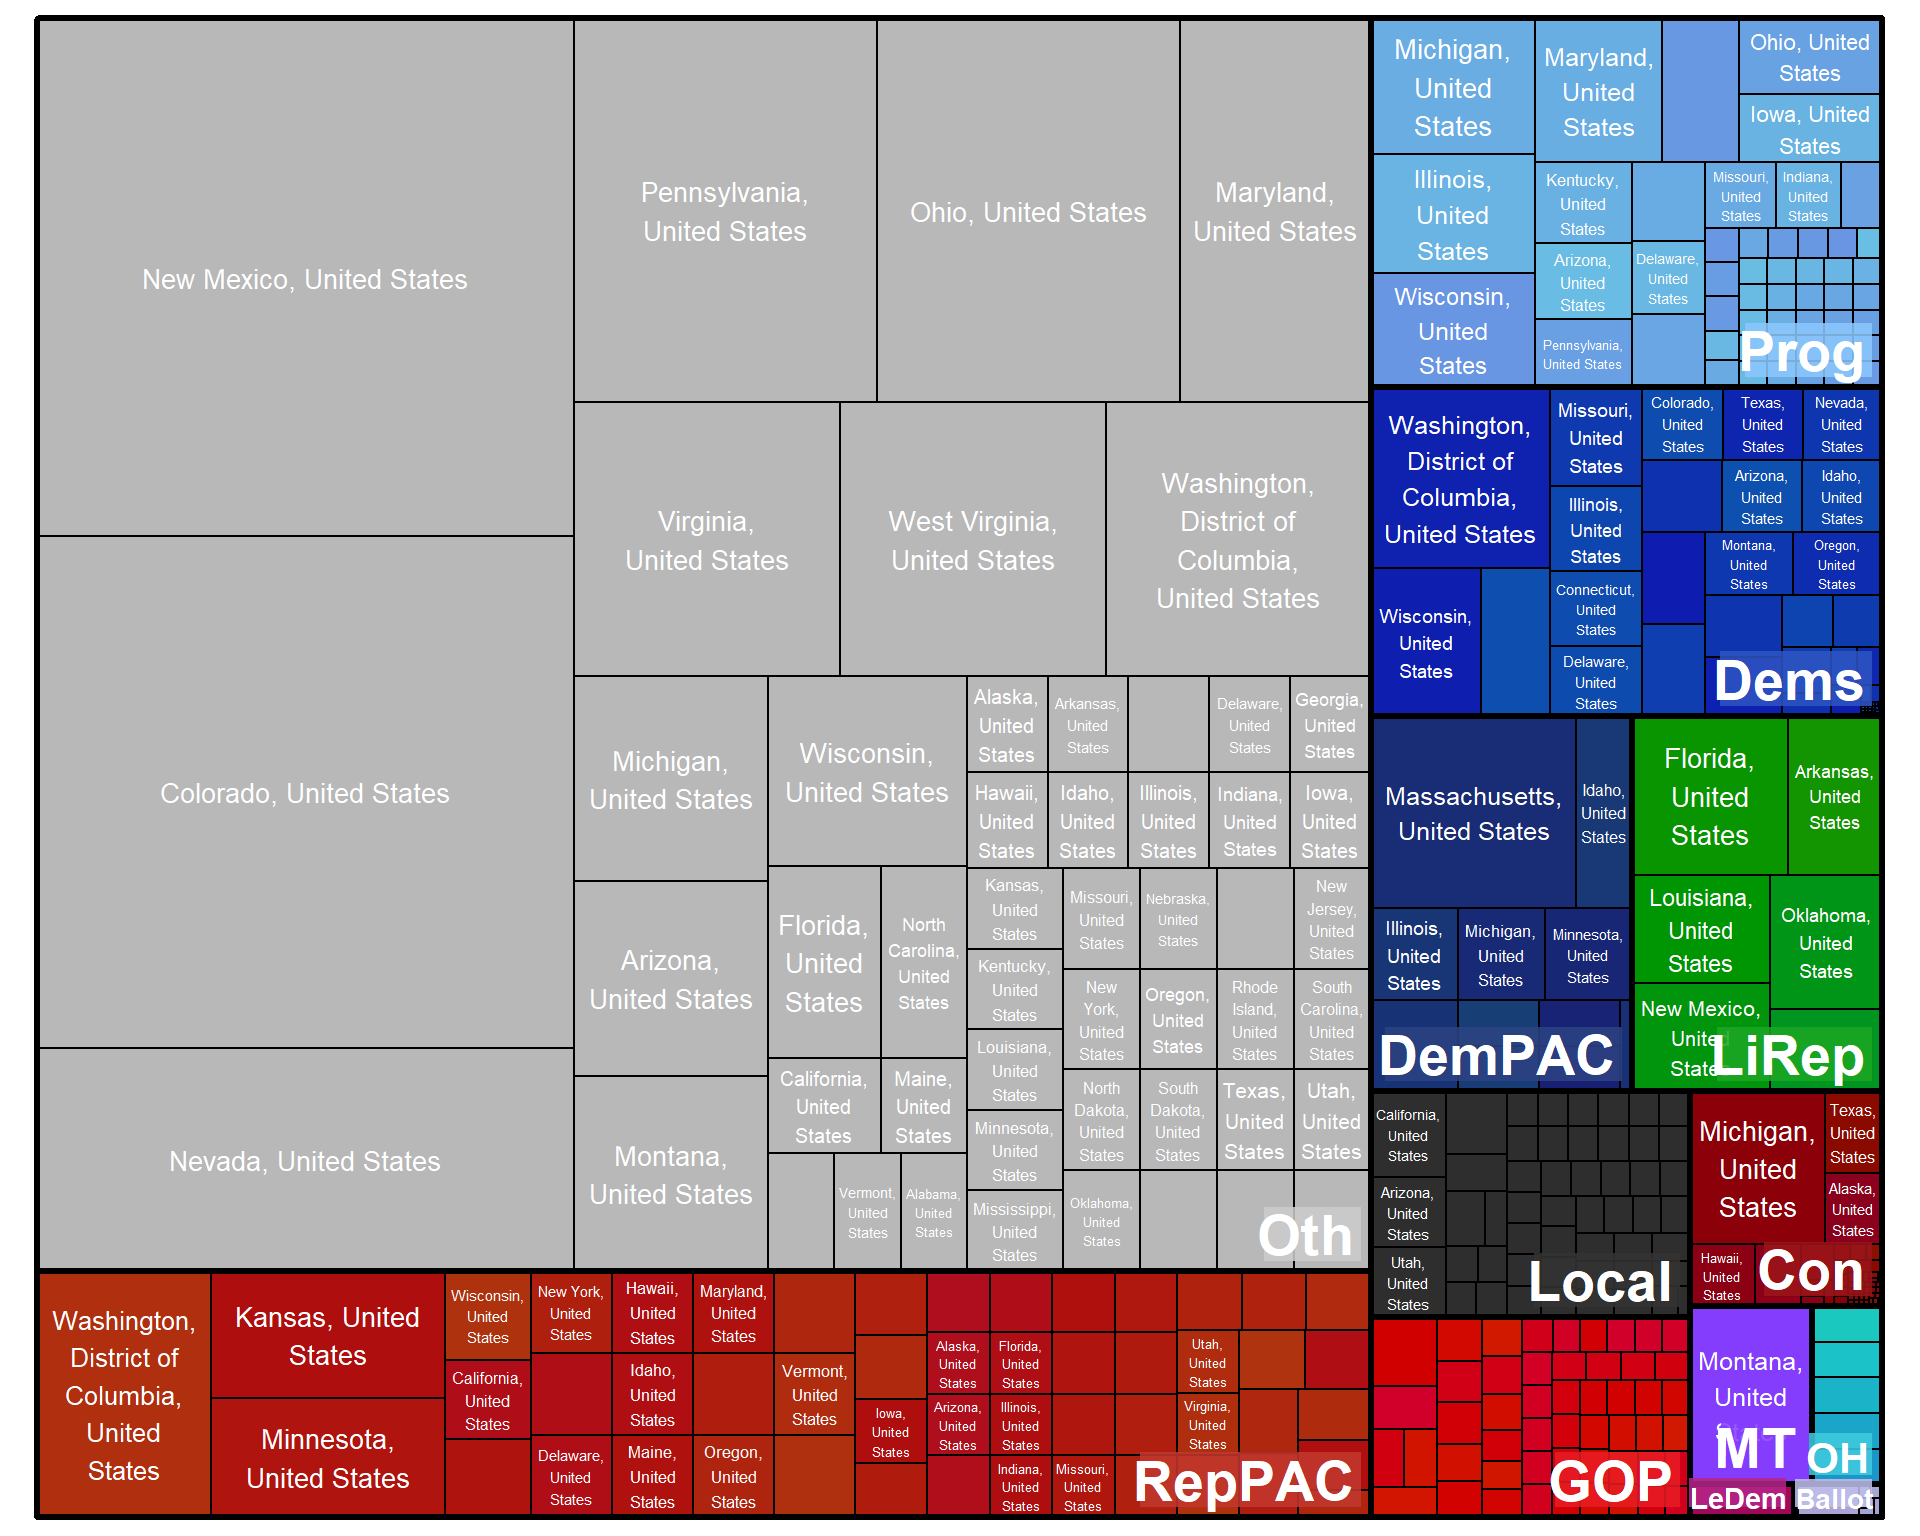 New Mexico, United States
Colorado, United States
Nevada, United States
Pennsylvania,
United States
Ohio, United States
Maryland,
United States
Virginia,
United States
West Virginia,
United States
Washington,
District of
Columbia,
United States
Michigan,
United States
Arizona,
United States
Montana,
United States
Wisconsin,
United States
Florida,
United
States
North
Carolina,
United
States
California,
United
States
Maine,
United
States
Vermont,
United
States
Alabama,
United
States
Alaska,
United
States
Arkansas,
United
States
Delaware,
United
States
Georgia,
United
States
Hawaii,
United
States
Idaho,
United
States
Illinois,
United
States
Indiana,
United
States
Iowa,
United
States
Kansas,
United
States
Kentucky,
United
States
Louisiana,
United
States
Minnesota,
United
States
Mississippi,
United
States
Missouri,
United
States
Nebraska,
United
States
New
Jersey,
United
States
New
York,
United
States
Oregon,
United
States
Rhode
Island,
United
States
South
Carolina,
United
States
North
Dakota,
United
States
South
Dakota,
United
States
Texas,
United
States
Utah,
United
States
Oklahoma,
United
States
Oth
Washington,
District of
Columbia,
United
States
Kansas, United
States
Minnesota,
United States
Wisconsin,
United
States
California,
United
States
New York,
United
States
Delaware,
United
States
Hawaii,
United
States
Idaho,
United
States
Maine,
United
States
Maryland,
United
States
Oregon,
United
States
Vermont,
United
States
Iowa,
United
States
Alaska,
United
States
Arizona,
United
States
Florida,
United
States
Illinois,
United
States
Indiana,
United
States
Missouri,
United
States
Utah,
United
States
Virginia,
United
States
RepPAC
Michigan,
United
States
Illinois,
United
States
Wisconsin,
United
States
Maryland,
United
States
Ohio, United
States
Iowa, United
States
Kentucky,
United
States
Arizona,
United
States
Pennsylvania,
United States
Delaware,
United
States
Missouri,
United
States
Indiana,
United
States
Prog
Washington,
District of
Columbia,
United States
Wisconsin,
United
States
Missouri,
United
States
Illinois,
United
States
Connecticut,
United
States
Delaware,
United
States
Colorado,
United
States
Texas,
United
States
Nevada,
United
States
Arizona,
United
States
Idaho,
United
States
Montana,
United
States
Oregon,
United
States
Dems
Massachusetts,
United States
Idaho,
United
States
Illinois,
United
States
Michigan,
United
States
Minnesota,
United
States
DemPAC
Florida,
United
States
Arkansas,
United
States
Louisiana,
United
States
Oklahoma,
United
States
New Mexico,
United
States
LiRep
California,
United
States
Arizona,
United
States
Utah,
United
States
Local
Michigan,
United
States
Texas,
United
States
Alaska,
United
States
Hawaii,
United
States
Con
GOP
Montana,
United
MT
OH
LeDem
Ballot